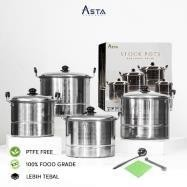 ASTA
ASTA
STOCK POTS
PTFE FREE
100% FOOD GRADE
LEBIH TEBAL